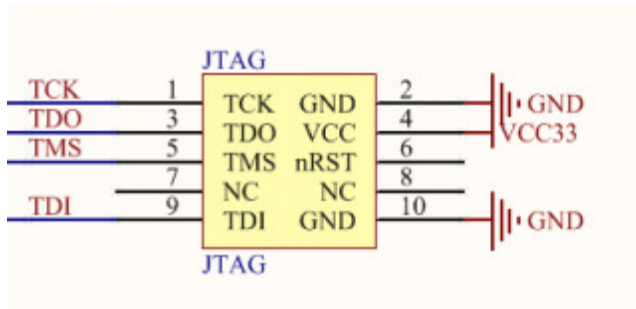 JTAG
TCK 1 TCK GND 2 GND
TDO 3 TDO VCC 4 VCC33
TMS 5 TMS nRST 6
7 NC NC 8
TDI 9 TDI GND 10 GND
JTAG